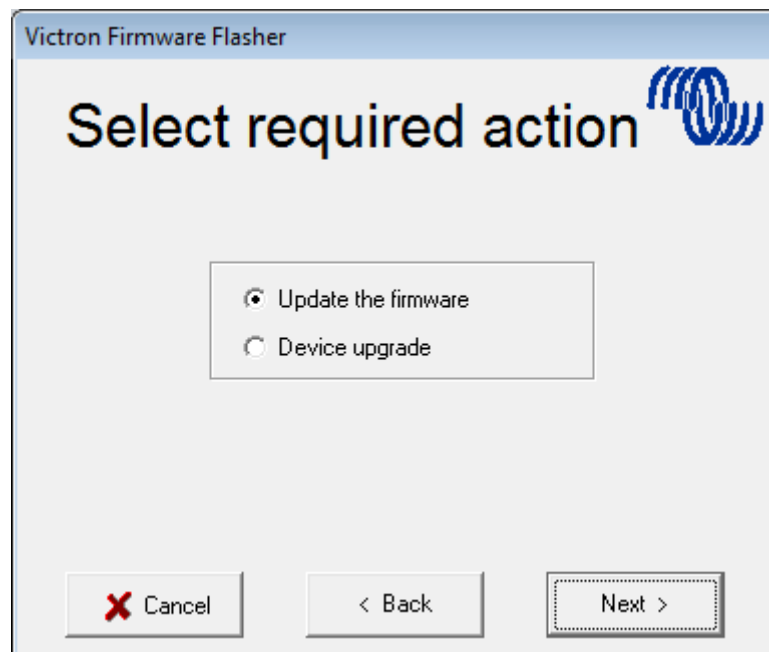 Victron Firmware Flasher
Select required action
Update the firmware
Device upgrade
Cancel
< Back
Next >